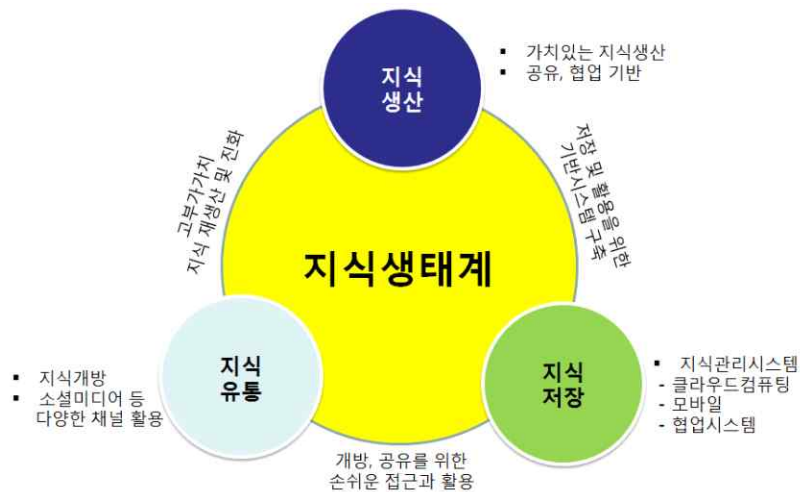 지식
생산
▪ 가치있는 지식생산
▪ 공유, 협업 기반
고부가가치
지식 재생산 및 진화
저장 및 활용을 위한
기반시스템 구축
지식생태계
지식
유통
▪ 지식개방
▪ 소셜미디어 등
다양한 채널 활용
지식
저장
▪ 지식관리시스템
- 클라우드컴퓨팅
- 모바일
- 협업시스템
개방, 공유를 위한
손쉬운 접근과 활용